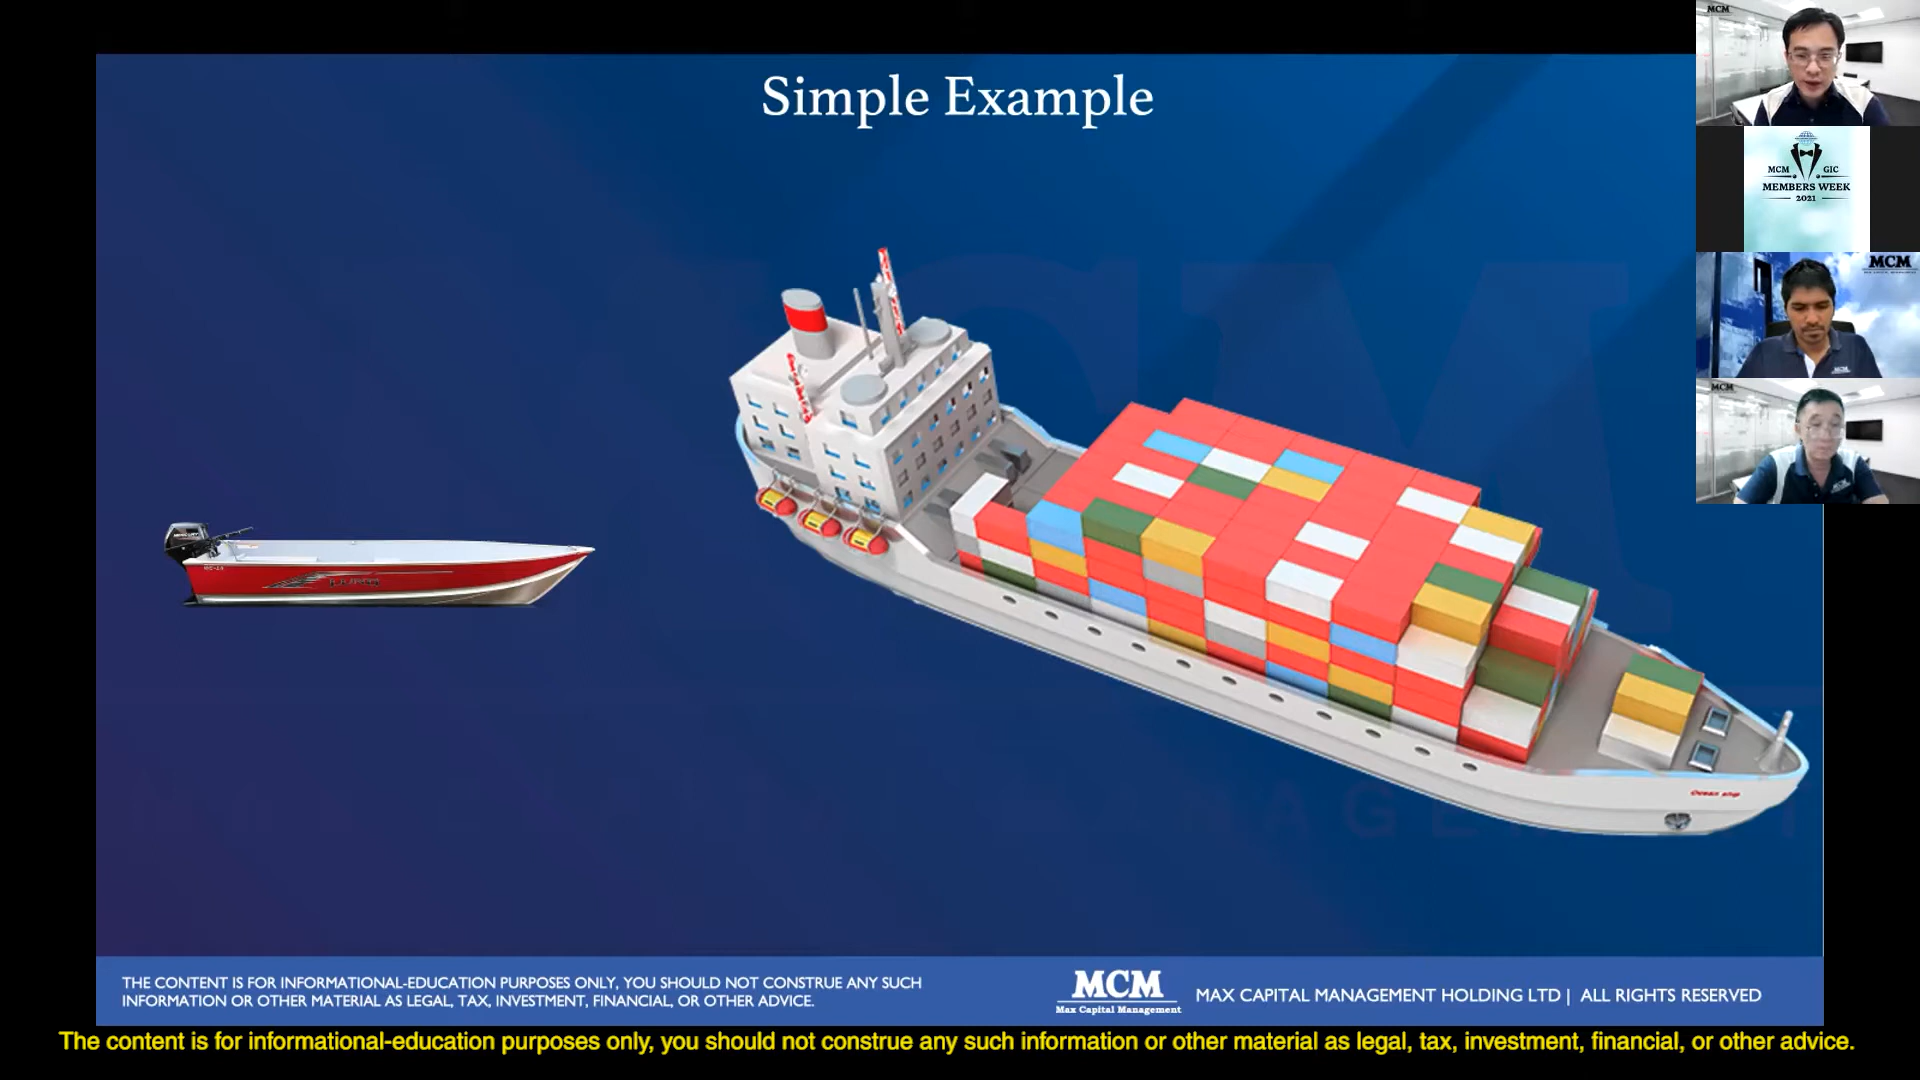 Simple Example
MCM
MCM GIC
MEMBERS WEEK
2021
MCM
MCM
MCM
Ocean ship
THE CONTENT IS FOR INFORMATIONAL-EDUCATION PURPOSES ONLY, YOU SHOULD NOT CONSTRUE ANY SUCH
INFORMATION OR OTHER MATERIAL AS LEGAL, TAX, INVESTMENT, FINANCIAL, OR OTHER ADVICE.
MCM
Max Capital Management
MAX CAPITAL MANAGEMENT HOLDING LTD | ALL RIGHTS RESERVED
The content is for informational-education purposes only, you should not construe any such information or other material as legal, tax, investment, financial, or other advice.